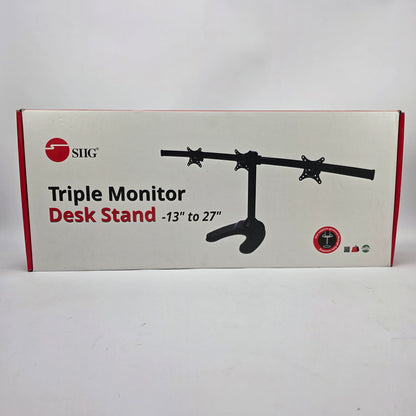 SIIG®
Triple Monitor
Desk Stand -13" to 27"